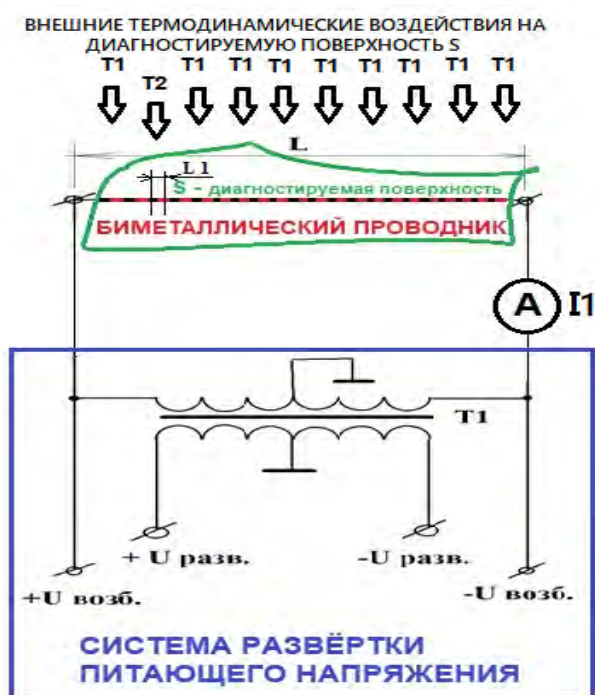 ВНЕШНИЕ ТЕРМОДИНАМИЧЕСКИЕ ВОЗДЕЙСТВИЯ НА
ДИАГНОСТИРУЕМУЮ ПОВЕРХНОСТЬ S
T1 T2 T1 T1 T1 T1 T1 T1 T1 T1
L
L1
S - диагностируемая поверхность
БИМЕТАЛЛИЧЕСКИЙ ПРОВОДНИК
A I1
T1
+ U разв. -U разв.
+U возб. -U возб.
СИСТЕМА РАЗВЁРТКИ
ПИТАЮЩЕГО НАПРЯЖЕНИЯ